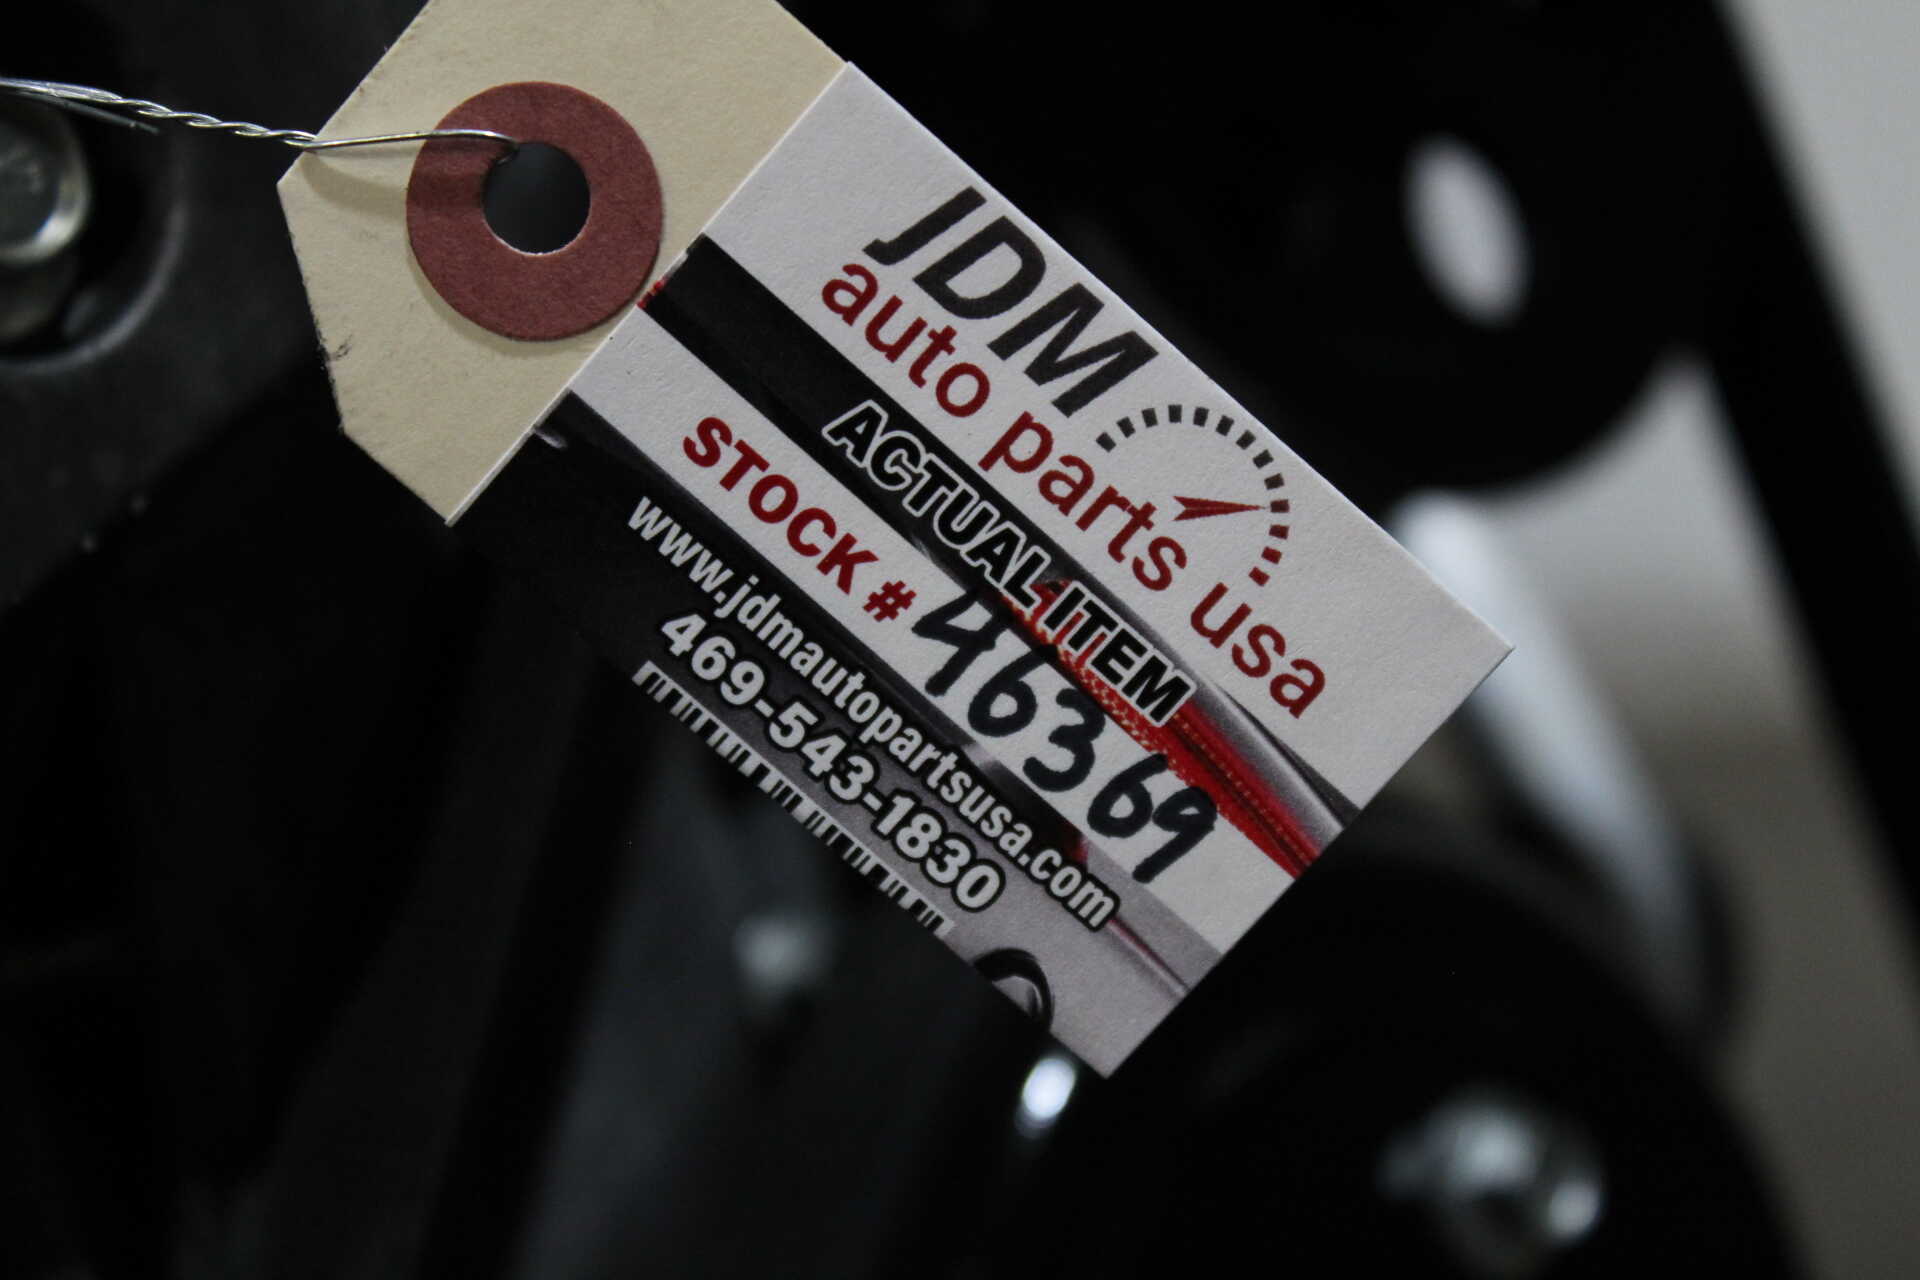 JDM
auto parts usa
ACTUAL ITEM
STOCK # 46369
www.jdmautopartsusa.com
469-543-1830